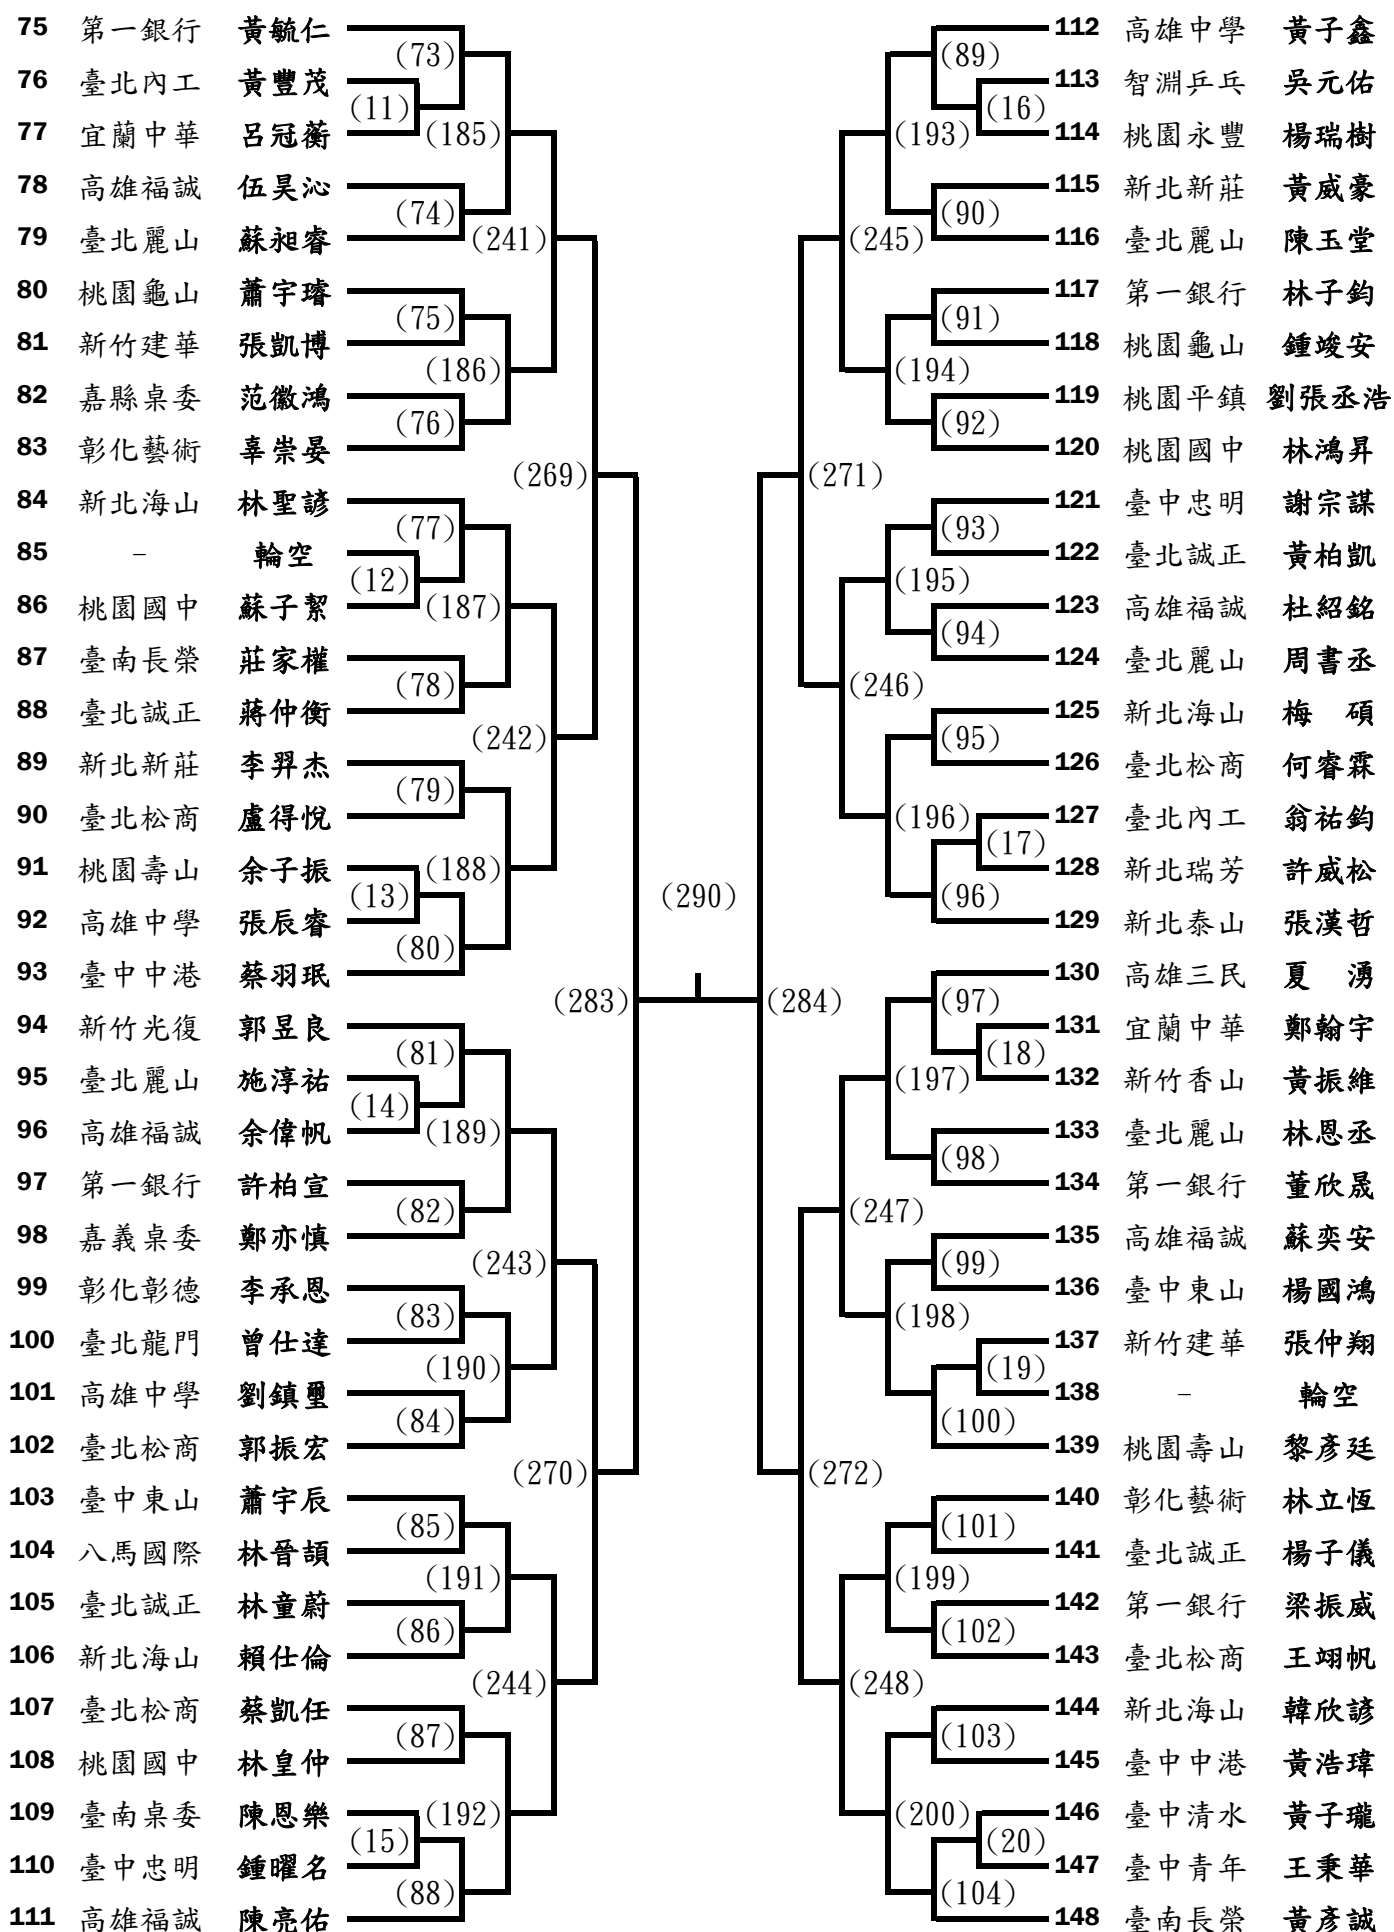 75 第一銀行 黃毓仁
(73)
76 臺北內工 黃豐茂
(11)
77 宜蘭中華 呂冠蘅
(185)
78 高雄福誠 伍昊沁
(74)
79 臺北麗山 蘇昶睿
(241)
80 桃園龜山 蕭宇璿
(75)
81 新竹建華 張凱博
(186)
82 嘉縣桌委 范徽鴻
(76)
83 彰化藝術 辜崇晏
(269)
84 新北海山 林聖諺
(77)
85 – 輪空
(12)
86 桃園國中 蘇子絜
(187)
87 臺南長榮 莊家權
(78)
88 臺北誠正 蔣仲衡
(242)
89 新北新莊 李羿杰
(79)
90 臺北松商 盧得悅
91 桃園壽山 余子振
(188)
(13)
92 高雄中學 張辰睿
(80)
93 臺中中港 蔡羽珉
(283)
94 新竹光復 郭昱良
(81)
95 臺北麗山 施淳祐
(14)
96 高雄福誠 余偉帆
(189)
97 第一銀行 許柏宣
(82)
98 嘉義桌委 鄭亦慎
(243)
99 彰化彰德 李承恩
(83)
100 臺北龍門 曾仕達
(190)
101 高雄中學 劉鎮璽
(84)
102 臺北松商 郭振宏
(270)
103 臺中東山 蕭宇辰
(85)
104 八馬國際 林晉頡
(191)
105 臺北誠正 林童蔚
(86)
106 新北海山 賴仕倫
(244)
107 臺北松商 蔡凱任
(87)
108 桃園國中 林皇仲
109 臺南桌委 陳恩樂
(192)
(15)
110 臺中忠明 鍾曜名
(88)
111 高雄福誠 陳亮佑
(290)
112 高雄中學 黃子鑫
(89)
113 智淵乒乓 吳元佑
(16)
114 桃園永豐 楊瑞樹
(193)
115 新北新莊 黃威豪
(90)
116 臺北麗山 陳玉堂
(245)
117 第一銀行 林子鈞
(91)
118 桃園龜山 鍾竣安
(194)
119 桃園平鎮 劉張丞浩
(92)
120 桃園國中 林鴻昇
(271)
121 臺中忠明 謝宗謀
(93)
122 臺北誠正 黃柏凱
(195)
123 高雄福誠 杜紹銘
(94)
124 臺北麗山 周書丞
(246)
125 新北海山 梅 碩
(95)
126 臺北松商 何睿霖
127 臺北內工 翁祐鈞
(196)
(17)
128 新北瑞芳 許威松
(96)
129 新北泰山 張漢哲
130 高雄三民 夏 湧
(97)
(284)
131 宜蘭中華 鄭翰宇
(18)
132 新竹香山 黃振維
(197)
133 臺北麗山 林恩丞
(98)
134 第一銀行 董欣晟
(247)
135 高雄福誠 蘇奕安
(99)
136 臺中東山 楊國鴻
(198)
137 新竹建華 張仲翔
(19)
138 – 輪空
(100)
139 桃園壽山 黎彥廷
(272)
140 彰化藝術 林立恆
(101)
141 臺北誠正 楊子儀
(199)
142 第一銀行 梁振威
(102)
143 臺北松商 王翊帆
(248)
144 新北海山 韓欣諺
(103)
145 臺中中港 黃浩瑋
146 臺中清水 黃子瓏
(200)
(20)
147 臺中青年 王秉華
(104)
148 臺南長榮 黃彥誠